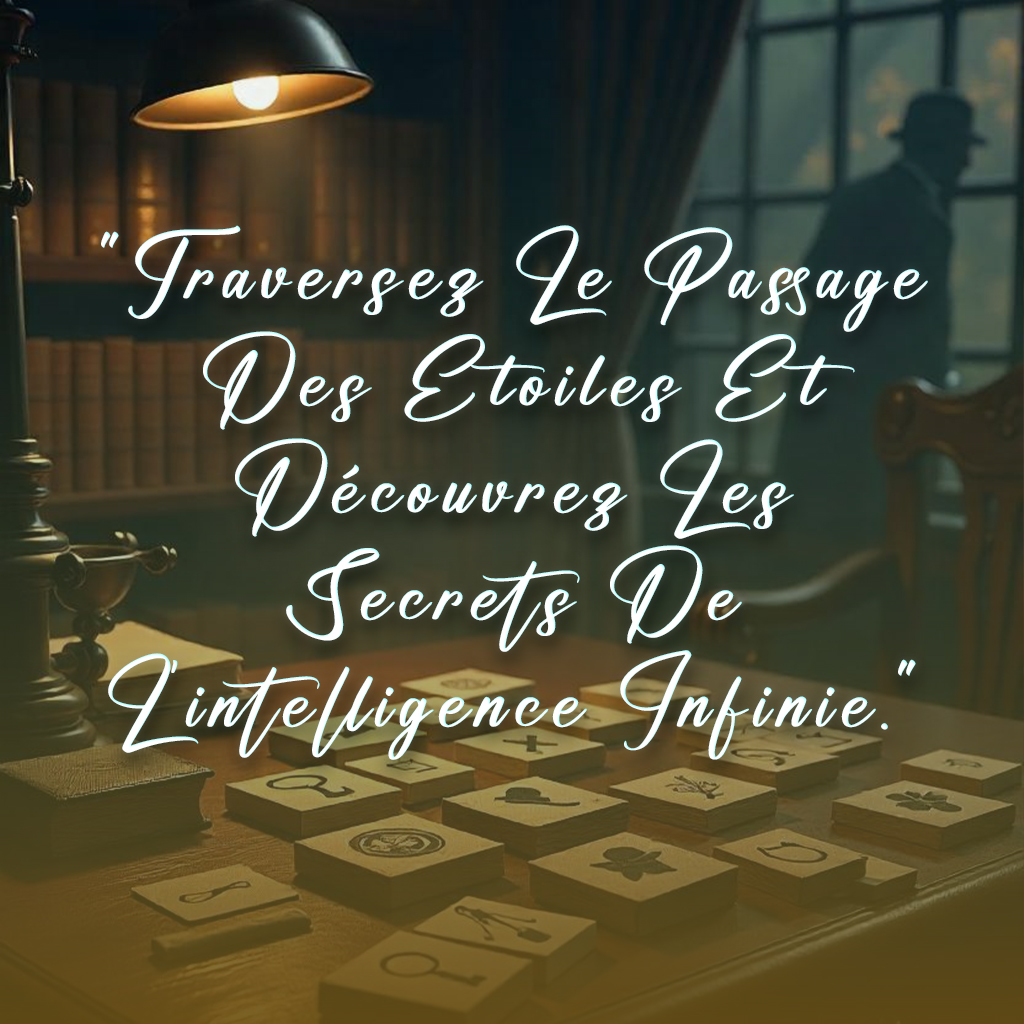 "Traversez Le Passage
Des Etoiles Et
Découvrez Les
Secrets De
L'intelligence Infinie."